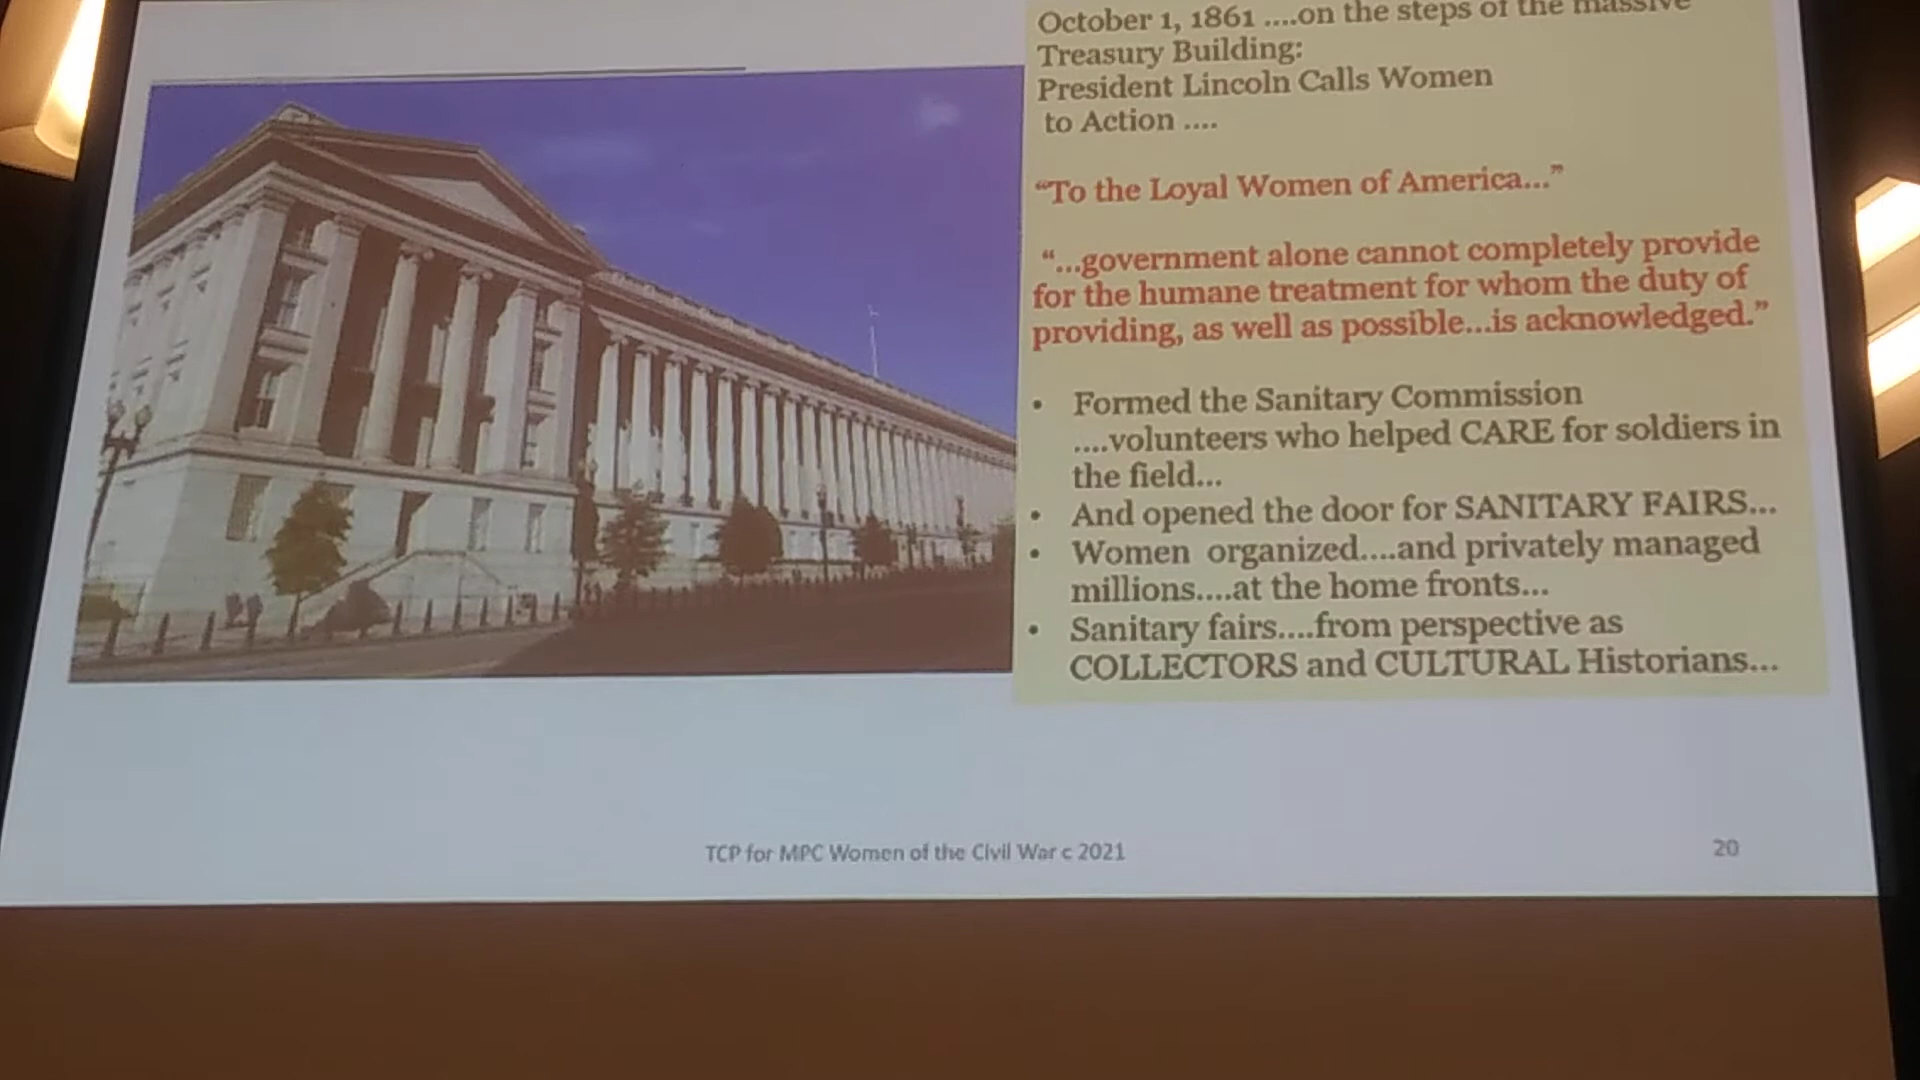 October 1, 1861 ....on the steps of the massive
Treasury Building:
President Lincoln Calls Women
to Action ....
“To the Loyal Women of America...”
“...government alone cannot completely provide
for the humane treatment for whom the duty of
providing, as well as possible...is acknowledged.”
• Formed the Sanitary Commission
....volunteers who helped CARE for soldiers in
the field...
• And opened the door for SANITARY FAIRS...
• Women organized....and privately managed
millions....at the home fronts...
• Sanitary fairs....from perspective as
COLLECTORS and CULTURAL Historians...
TCP for MPC Women of the Civil War c 2021
20